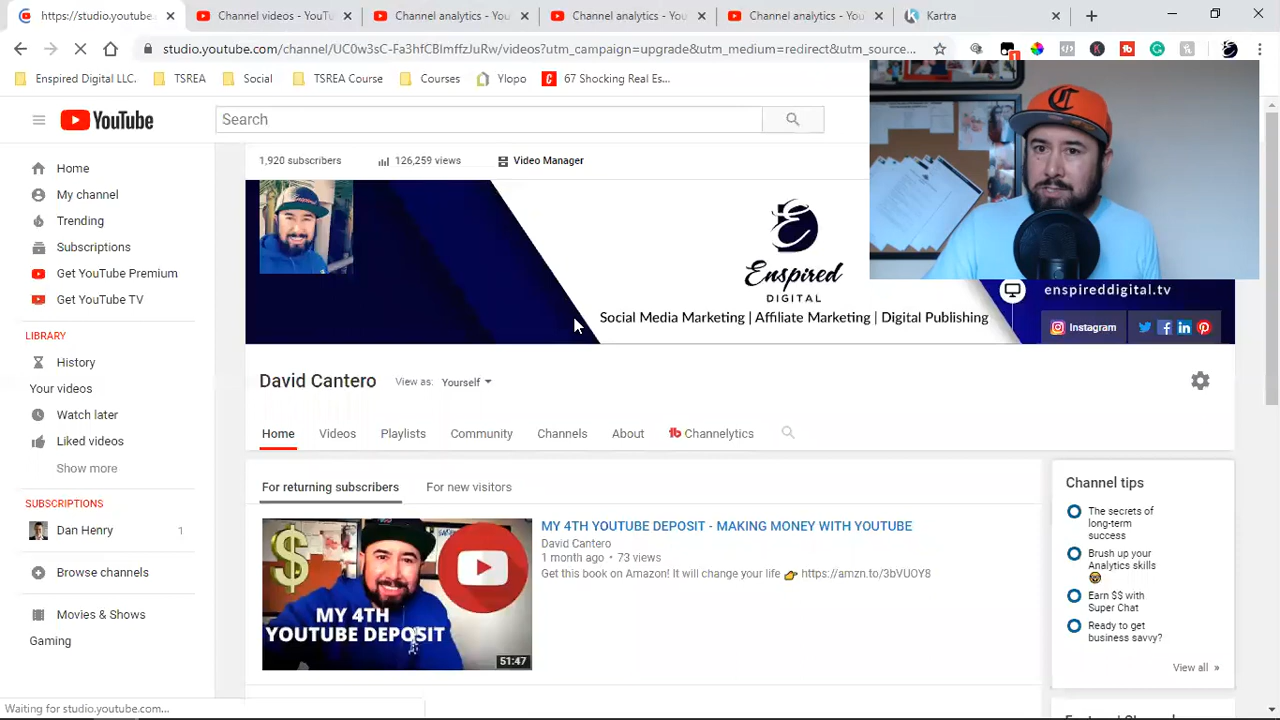 https://studio.youtube. Channel videos - YouTu Channel analytics - You Channel analytics - You Channel analytics - You Kartra
studio.youtube.com/channel/UC0w3sC-Fa3hfCBlmffzJuRw/videos?utm_campaign=upgrade&utm_medium=redirect&utm_source...
1
Enspired Digital LLC. TSREA Social TSREA Course Courses Ylopo 67 Shocking Real Es...
YouTube
Search
1,920 subscribers 126,259 views Video Manager
Home
My channel
Trending
Subscriptions
Get YouTube Premium
Get YouTube TV
LIBRARY
History
Your videos
Watch later
Liked videos
Show more
SUBSCRIPTIONS
Dan Henry 1
Browse channels
Movies & Shows
Gaming
Enspired
DIGITAL
Social Media Marketing | Affiliate Marketing | Digital Publishing
enspireddigital.tv
Instagram
David Cantero View as: Yourself
Home Videos Playlists Community Channels About Channelytics
For returning subscribers For new visitors
MY 4TH
YOUTUBE DEPOSIT
51:47
MY 4TH YOUTUBE DEPOSIT - MAKING MONEY WITH YOUTUBE
David Cantero
1 month ago • 73 views
Get this book on Amazon! It will change your life 👉 https://amzn.to/3bVUOY8
Channel tips
The secrets of
long-term
success
Brush up your
Analytics skills
🤓
Earn $$ with
Super Chat
Ready to get
business savvy?
View all »
Waiting for studio.youtube.com...